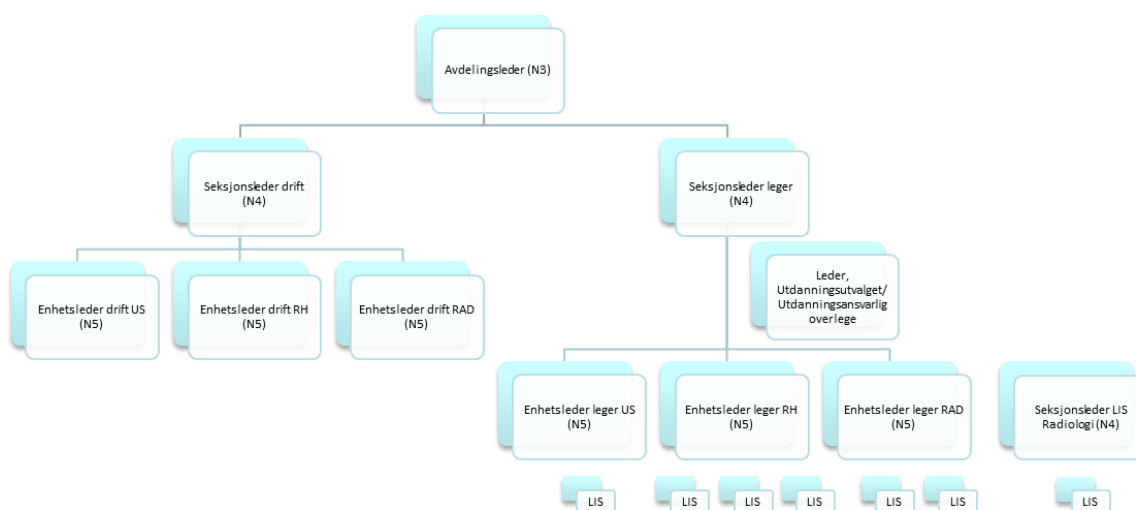 Avdelingsleder (N3)
Seksjonsleder drift
(N4)
Seksjonsleder leger
(N4)
Leder,
Utdanningsutvalget/
Utdanningsansvarlig
overlege
Enhetsleder drift US
(N5)
Enhetsleder drift RH
(N5)
Enhetsleder drift RAD
(N5)
Enhetsleder leger US
(N5)
Enhetsleder leger RH
(N5)
Enhetsleder leger RAD
(N5)
Seksjonsleder LIS
Radiologi (N4)
LIS
LIS
LIS
LIS
LIS
LIS
LIS